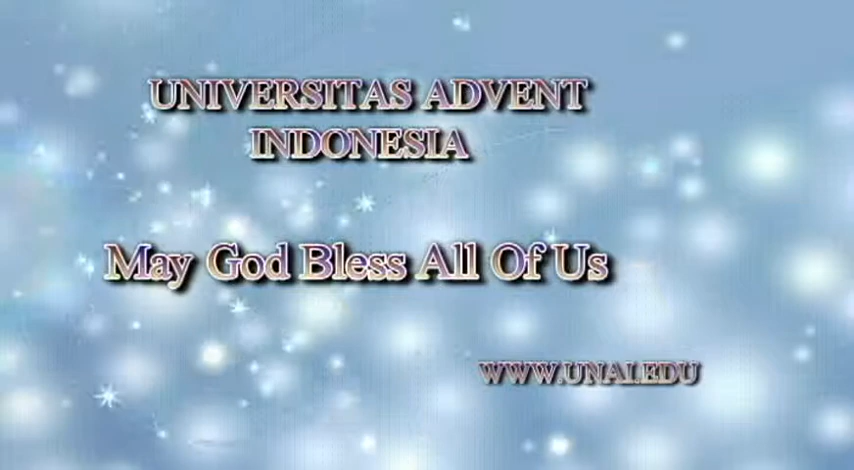 UNIVERSITAS ADVENT
INDONESIA
May God Bless All Of Us
WWW.UNAI.EDU